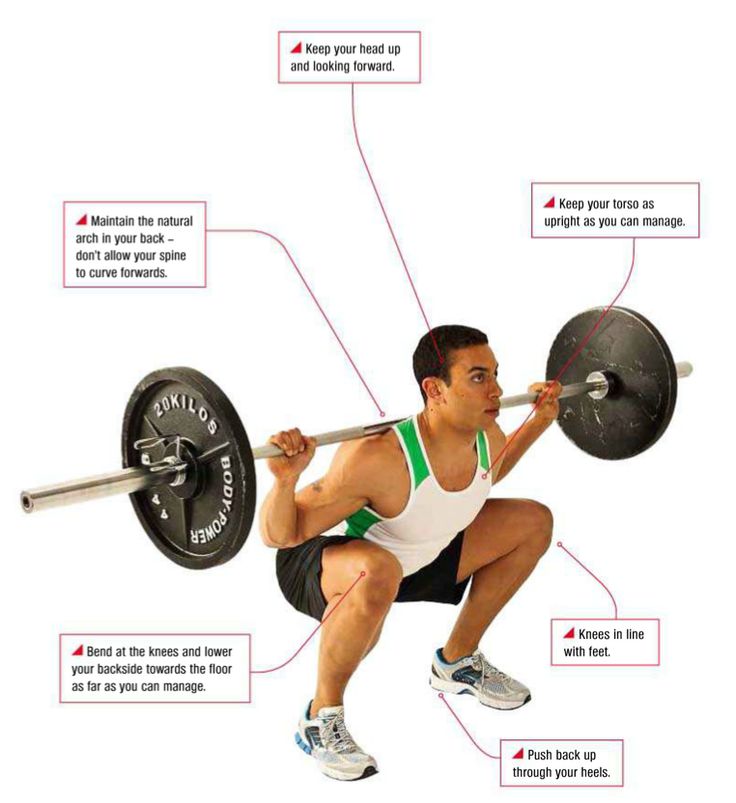 Keep your head up
and looking forward.
Keep your torso as
upright as you can manage.
Maintain the natural
arch in your back –
don't allow your spine
to curve forwards.
20KILOS
BODY-POWER
44
Bend at the knees and lower
your backside towards the floor
as far as you can manage.
Knees in line
with feet.
Push back up
through your heels.